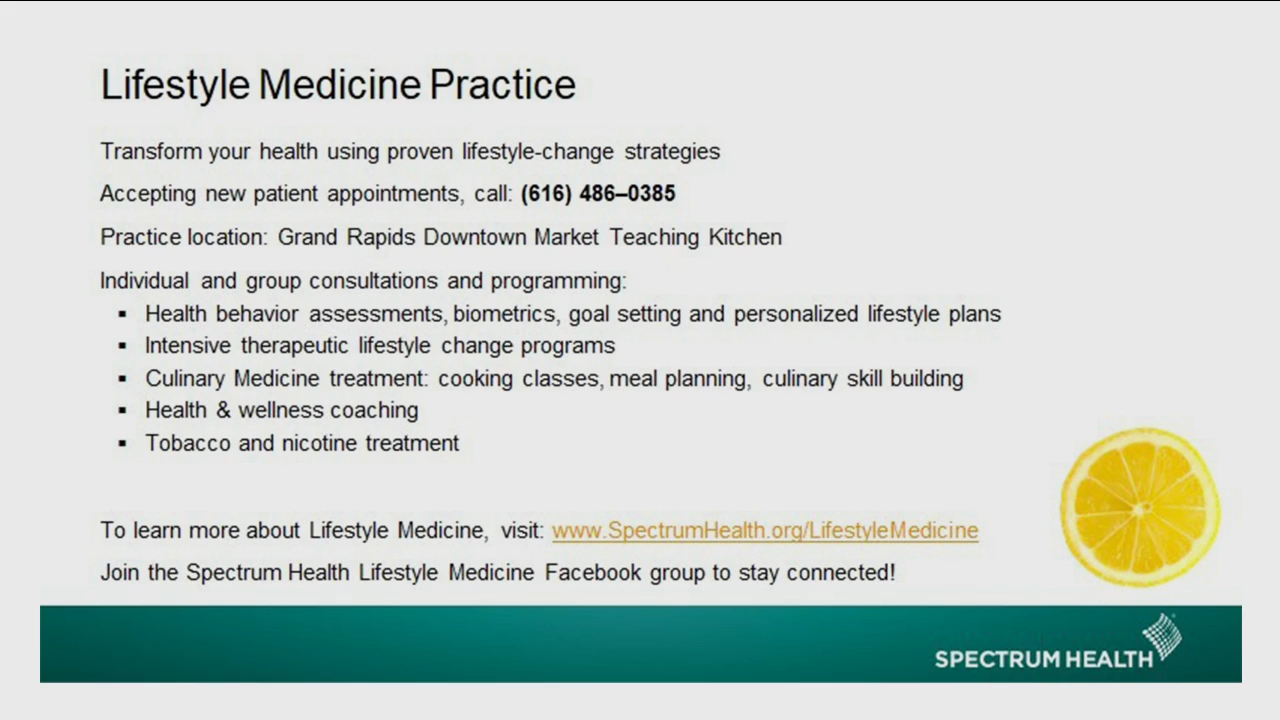 Lifestyle Medicine Practice
Transform your health using proven lifestyle-change strategies
Accepting new patient appointments, call: (616) 486–0385
Practice location: Grand Rapids Downtown Market Teaching Kitchen
Individual and group consultations and programming:
▪ Health behavior assessments, biometrics, goal setting and personalized lifestyle plans
▪ Intensive therapeutic lifestyle change programs
▪ Culinary Medicine treatment: cooking classes, meal planning, culinary skill building
▪ Health & wellness coaching
▪ Tobacco and nicotine treatment
To learn more about Lifestyle Medicine, visit: www.SpectrumHealth.org/LifestyleMedicine
Join the Spectrum Health Lifestyle Medicine Facebook group to stay connected!
SPECTRUM HEALTH